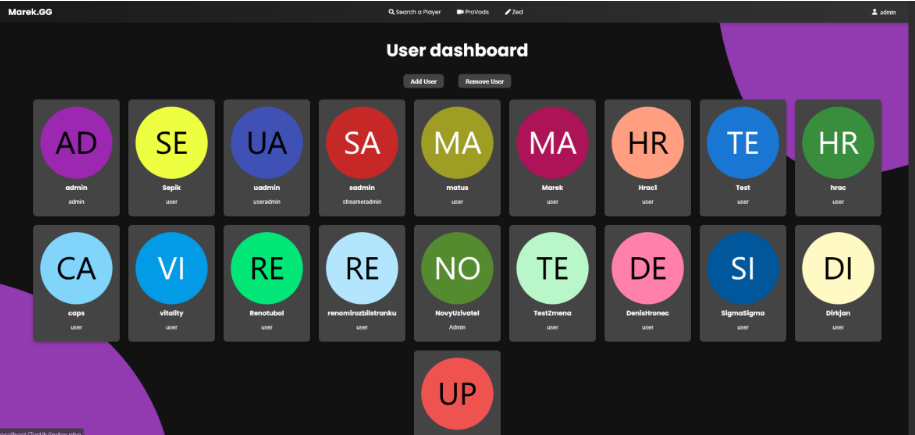 Marek.GG
Search a Player ProVods Zed
admin
User dashboard
Add User Remove User
AD SE UA SA MA MA HR TE HR
admin Sepik uadmin sadmin matus Marek Hrac1 Test hrac
admin user useradmin streameradmin user user user user user
CA VI RE RE NO TE DE SI DI
caps vitality Renotubol renomirozbilstranku NovyUzivatel TestZmena DenisHronec SigmaSigma Dirkjan
user user user user Admin user user user user
UP